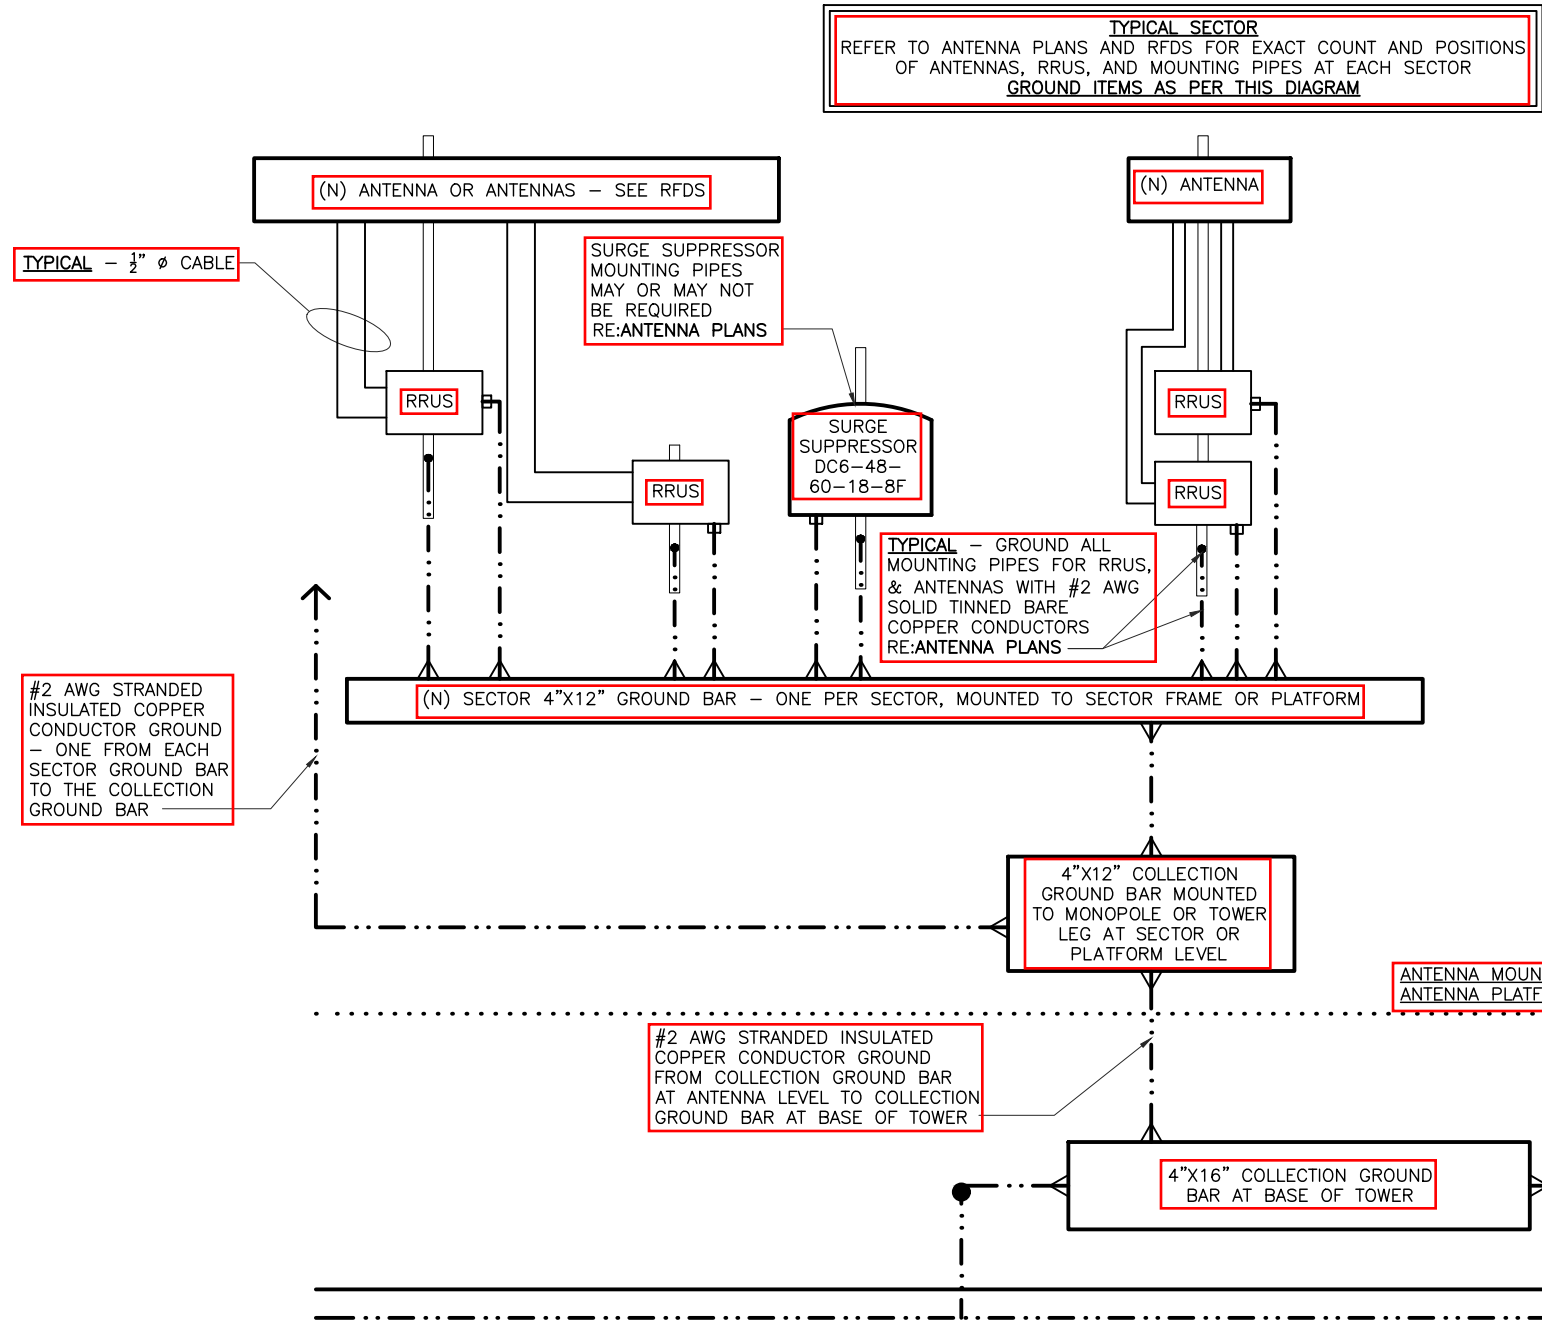 TYPICAL SECTOR
REFER TO ANTENNA PLANS AND RFDS FOR EXACT COUNT AND POSITIONS
OF ANTENNAS, RRUS, AND MOUNTING PIPES AT EACH SECTOR
GROUND ITEMS AS PER THIS DIAGRAM
(N) ANTENNA OR ANTENNAS – SEE RFDS
(N) ANTENNA
TYPICAL – ½" ø CABLE
SURGE SUPPRESSOR
MOUNTING PIPES
MAY OR MAY NOT
BE REQUIRED
RE:ANTENNA PLANS
RRUS
RRUS
SURGE
SUPPRESSOR
DC6–48–
60–18–8F
RRUS
RRUS
TYPICAL – GROUND ALL
MOUNTING PIPES FOR RRUS,
& ANTENNAS WITH #2 AWG
SOLID TINNED BARE
COPPER CONDUCTORS
RE:ANTENNA PLANS
(N) SECTOR 4"X12" GROUND BAR – ONE PER SECTOR, MOUNTED TO SECTOR FRAME OR PLATFORM
#2 AWG STRANDED
INSULATED COPPER
CONDUCTOR GROUND
– ONE FROM EACH
SECTOR GROUND BAR
TO THE COLLECTION
GROUND BAR
4"X12" COLLECTION
GROUND BAR MOUNTED
TO MONOPOLE OR TOWER
LEG AT SECTOR OR
PLATFORM LEVEL
ANTENNA MOUN
ANTENNA PLATF
#2 AWG STRANDED INSULATED
COPPER CONDUCTOR GROUND
FROM COLLECTION GROUND BAR
AT ANTENNA LEVEL TO COLLECTION
GROUND BAR AT BASE OF TOWER
4"X16" COLLECTION GROUND
BAR AT BASE OF TOWER